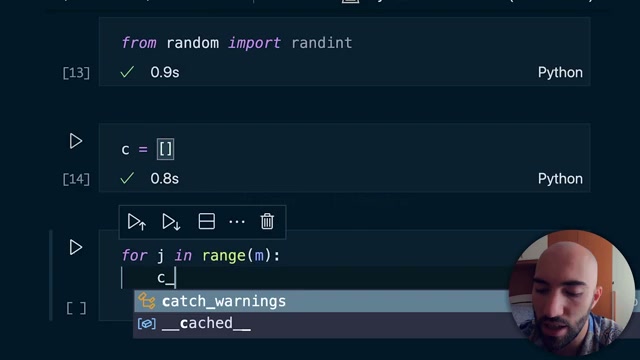 from random import randint
[13]
0.9s
Python
c = []
[14]
0.8s
Python
for j in range(m):
c_
[ ]
catch_warnings
__cached__